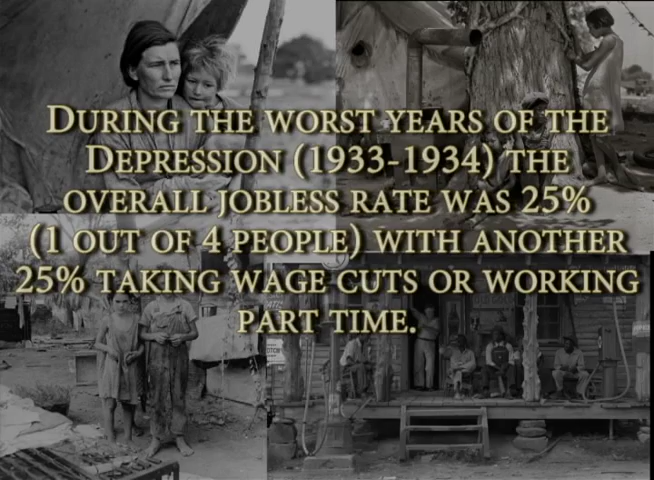 During the worst years of the
Depression (1933-1934) the
overall jobless rate was 25%
(1 out of 4 people) with another
25% taking wage cuts or working
part time.